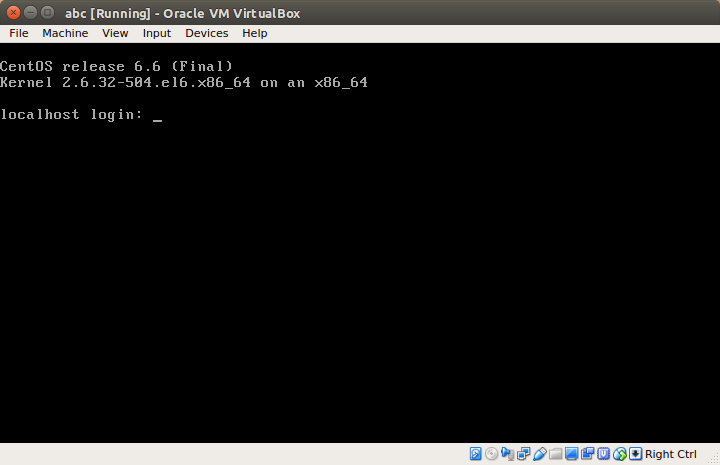 abc [Running] - Oracle VM VirtualBox
File Machine View Input Devices Help
CentOS release 6.6 (Final)
Kernel 2.6.32-504.el6.x86_64 on an x86_64
localhost login: _
Right Ctrl